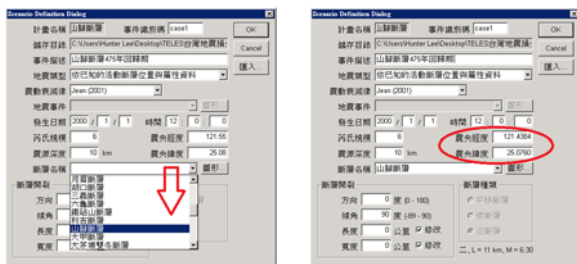 Scenario Definition Dialog
計畫名稱 山腳斷層 事件識別碼 case1 OK
儲存目錄 C:\Users\Hunter Lee\Desktop\TELES台灣地震損 Cancel
事件描述 山腳斷層475年回歸期 匯入...
地震類型 依已知的活動斷層位置與屬性資料
震動衰減律 Jean (2001)
地震事件 圖形...
發生日期 2000 / 1 / 1 時間 12 : 0 : 0
芮氏規模 6 震央經度 121.55
震源深度 10 km 震央緯度 25.08
斷層名稱 圖形...
斷層開裂
方向
傾角
長度
寬度
月眉斷層
湖口斷層
三義斷層
六龜斷層
鐵砧山斷層
利吉斷層
山腳斷層
大甲斷層
大茅埔雙冬斷層
Scenario Definition Dialog
計畫名稱 山腳斷層 事件識別碼 case1 OK
儲存目錄 C:\Users\Hunter Lee\Desktop\TELES台灣地震損 Cancel
事件描述 山腳斷層475年回歸期 匯入...
地震類型 依已知的活動斷層位置與屬性資料
震動衰減律 Jean (2001)
地震事件 圖形...
發生日期 2000 / 1 / 1 時間 12 : 0 : 0
芮氏規模 6 震央經度 121.4384
震源深度 10 km 震央緯度 25.0760
斷層名稱 山腳斷層 圖形...
斷層開裂 斷層種類
方向 0 度 (0 - 180) 平移斷層
傾角 90 度 (-89 - 90) 逆斷層
長度 0 公里 修改 正斷層
寬度 0 公里 修改 二, L = 11 km, M = 6.30